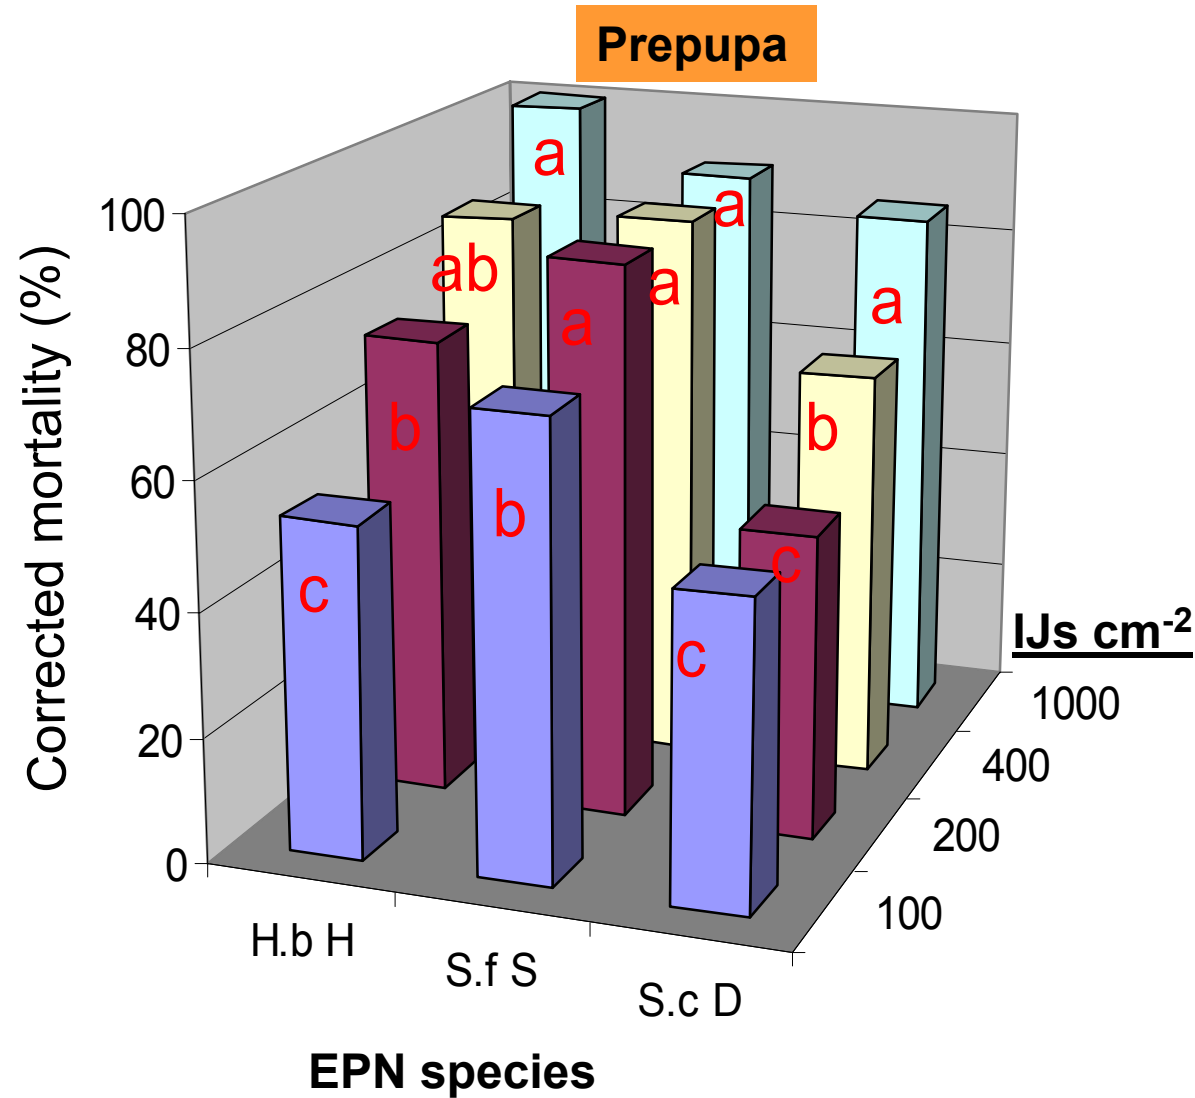 Prepupa
Corrected mortality (%)
100
80
60
40
20
0
a
a
a
ab
a
b
b
a
c
c
b
c
H.b H
S.f S
S.c D
EPN species
IJs cm-2
1000
400
200
100